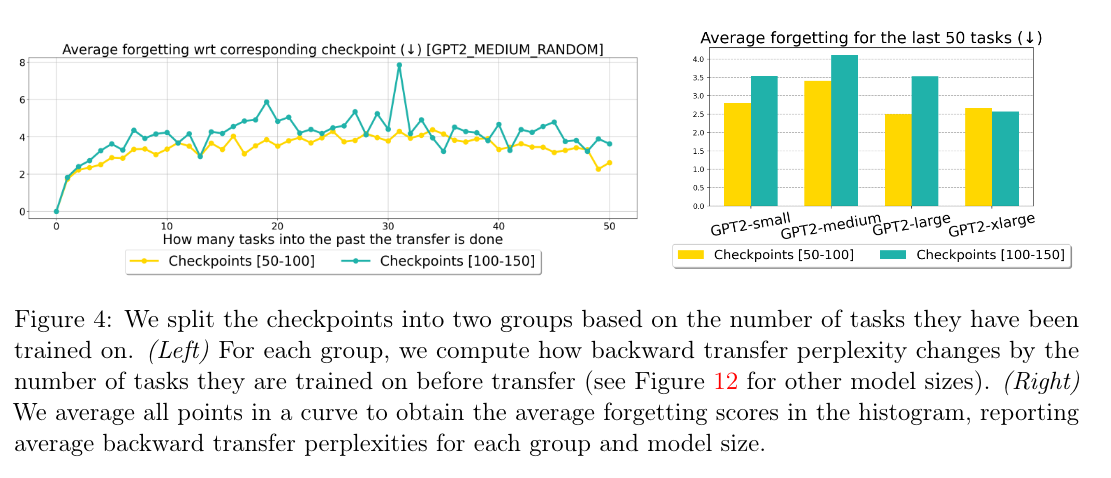 Average forgetting wrt corresponding checkpoint (↓) [GPT2_MEDIUM_RANDOM]
8
6
4
2
0
0 10 20 30 40 50
How many tasks into the past the transfer is done
Checkpoints [50-100] Checkpoints [100-150]
Average forgetting for the last 50 tasks (↓)
4.0
3.5
3.0
2.5
2.0
1.5
1.0
0.5
0.0
GPT2-small GPT2-medium GPT2-large GPT2-xlarge
Checkpoints [50-100] Checkpoints [100-150]
Figure 4: We split the checkpoints into two groups based on the number of tasks they have been
trained on. (Left) For each group, we compute how backward transfer perplexity changes by the
number of tasks they are trained on before transfer (see Figure 12 for other model sizes). (Right)
We average all points in a curve to obtain the average forgetting scores in the histogram, reporting
average backward transfer perplexities for each group and model size.